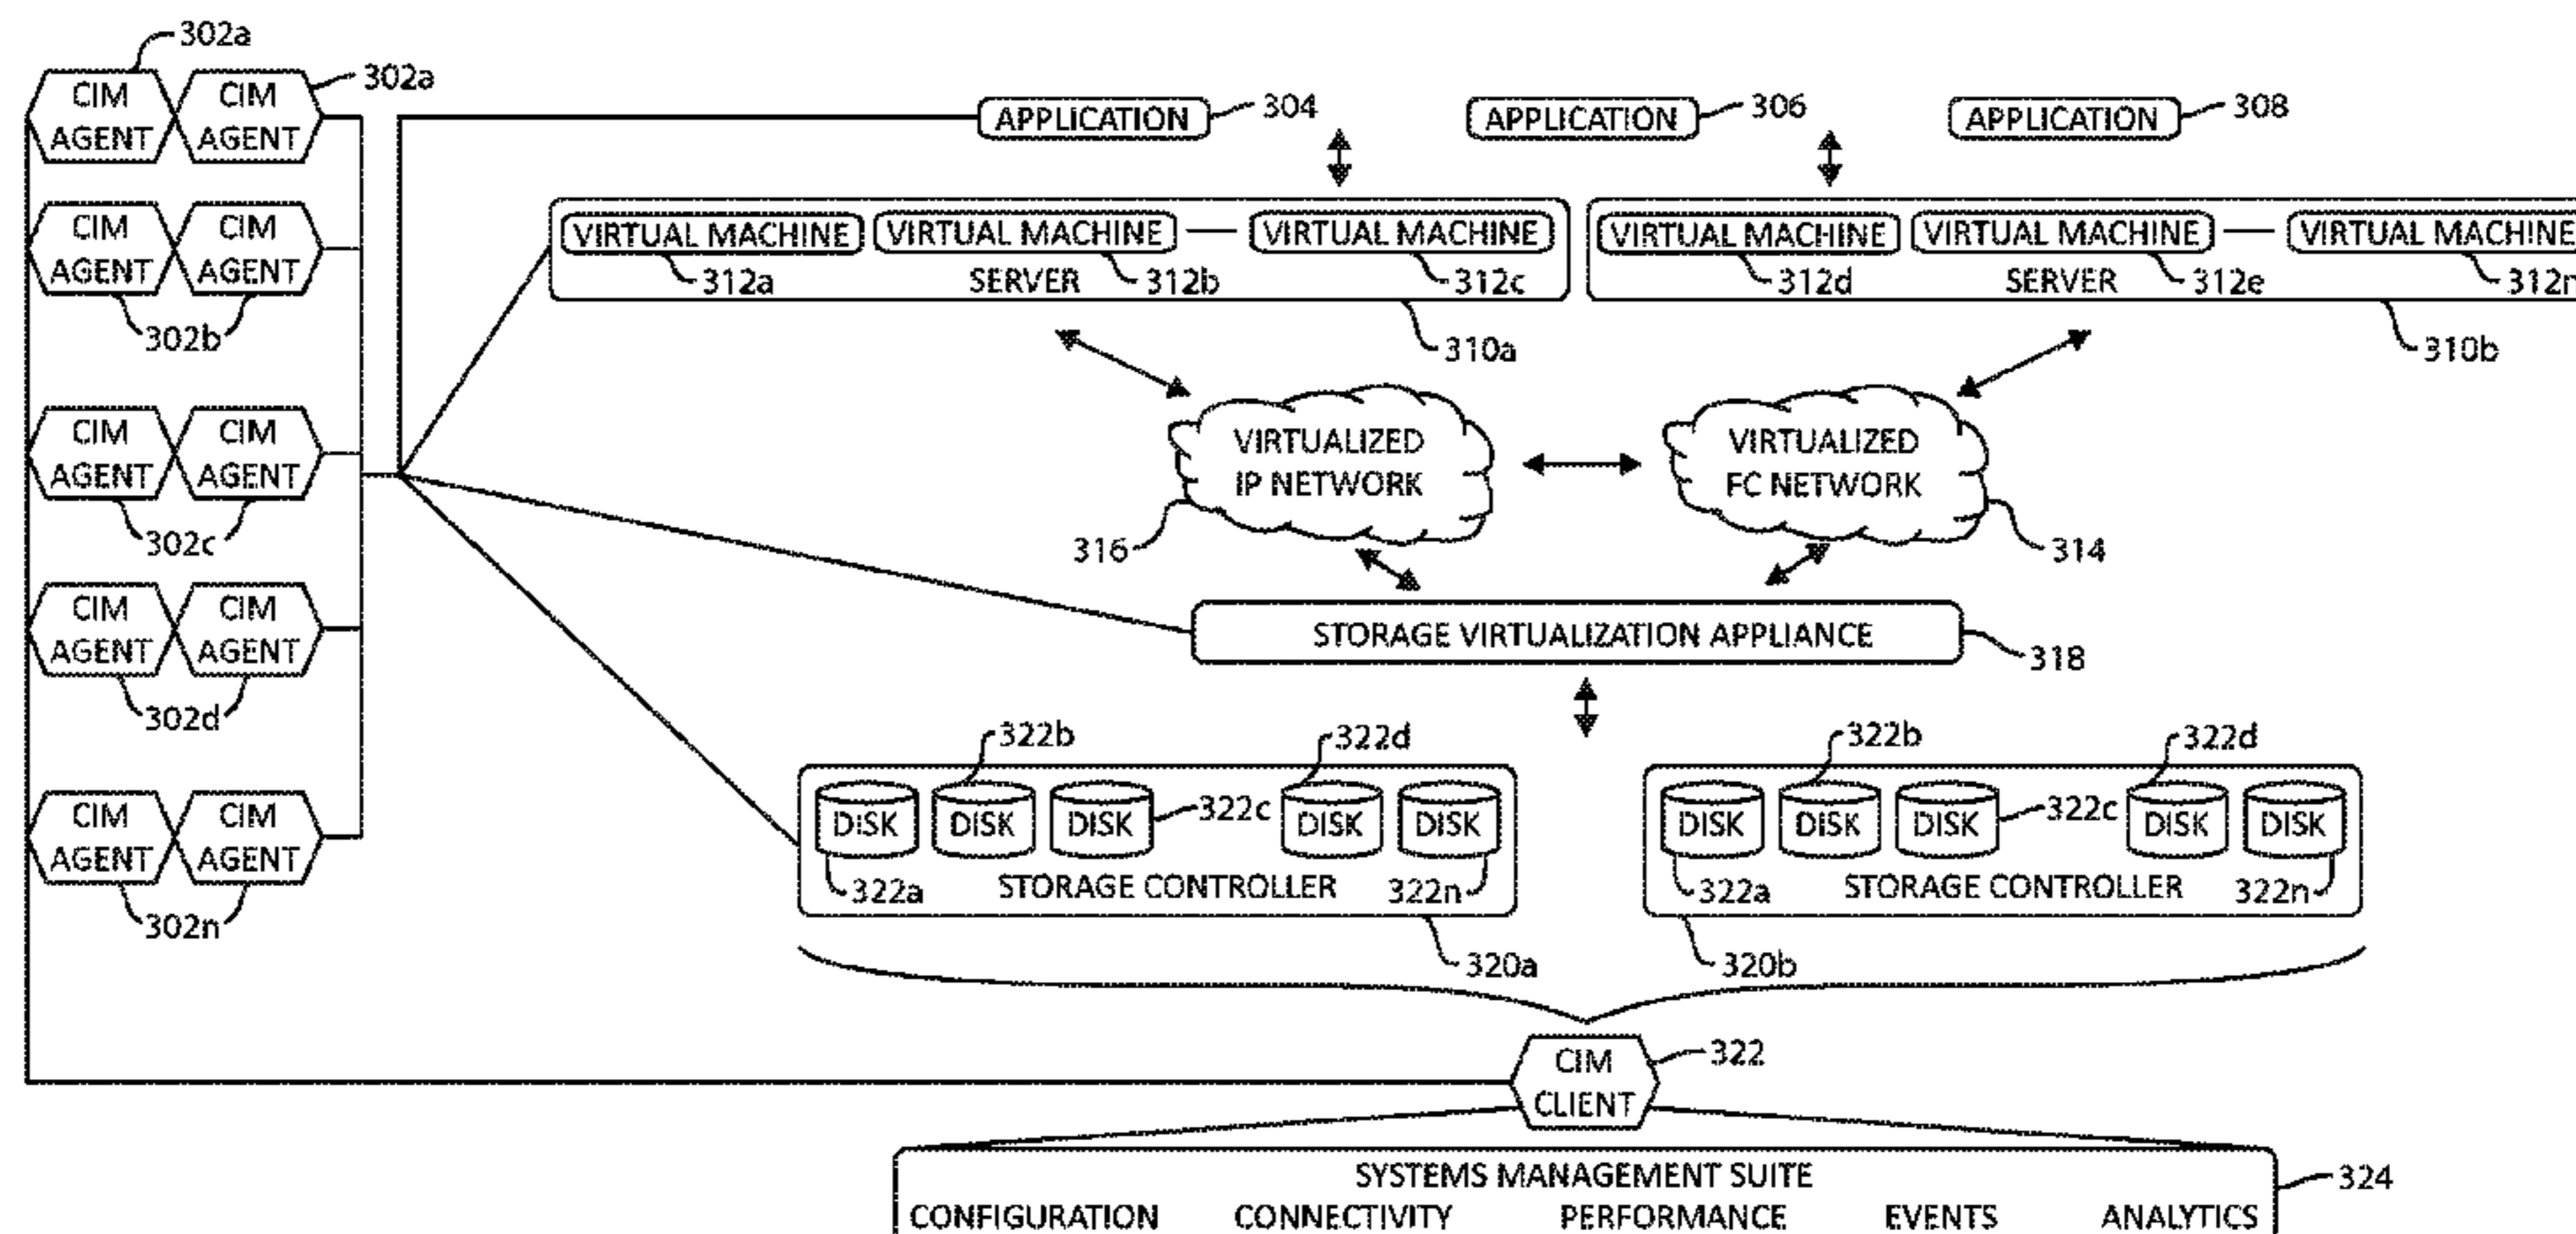 302a
302a
CIM AGENT
CIM AGENT
APPLICATION
304
APPLICATION
306
APPLICATION
308
CIM AGENT
CIM AGENT
302b
VIRTUAL MACHINE
VIRTUAL MACHINE
VIRTUAL MACHINE
312a
SERVER
312b
312c
310a
VIRTUAL MACHINE
VIRTUAL MACHINE
VIRTUAL MACHINE
312d
SERVER
312e
312n
310b
CIM AGENT
CIM AGENT
302c
VIRTUALIZED
IP NETWORK
316
VIRTUALIZED
FC NETWORK
314
CIM AGENT
CIM AGENT
302d
STORAGE VIRTUALIZATION APPLIANCE
318
CIM AGENT
CIM AGENT
302n
322b
322d
DISK
DISK
DISK
322c
DISK
DISK
322a
STORAGE CONTROLLER
322n
320a
322b
322d
DISK
DISK
DISK
322c
DISK
DISK
322a
STORAGE CONTROLLER
322n
320b
CIM
CLIENT
322
SYSTEMS MANAGEMENT SUITE
324
CONFIGURATION CONNECTIVITY PERFORMANCE EVENTS ANALYTICS